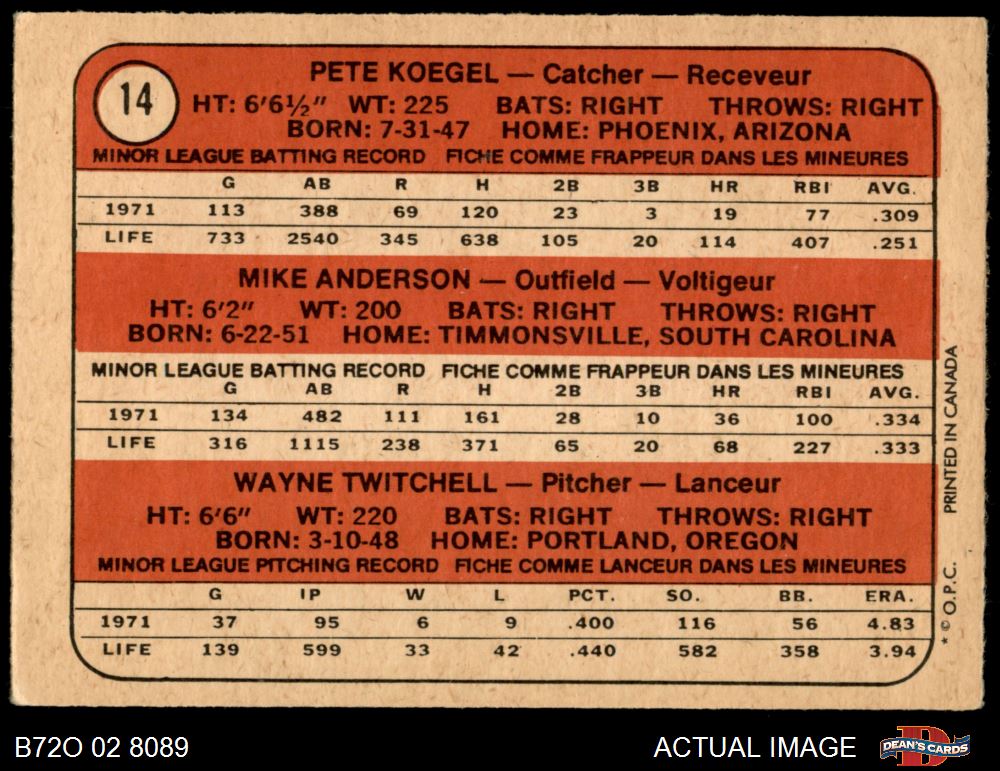 14
PETE KOEGEL — Catcher — Receveur
HT: 6'6½" WT: 225 BATS: RIGHT THROWS: RIGHT
BORN: 7-31-47 HOME: PHOENIX, ARIZONA
MINOR LEAGUE BATTING RECORD FICHE COMME FRAPPEUR DANS LES MINEURES
G AB R H 2B 3B HR RBI AVG.
1971 113 388 69 120 23 3 19 77 .309
LIFE 733 2540 345 638 105 20 114 407 .251
MIKE ANDERSON — Outfield — Voltigeur
HT: 6'2" WT: 200 BATS: RIGHT THROWS: RIGHT
BORN: 6-22-51 HOME: TIMMONSVILLE, SOUTH CAROLINA
MINOR LEAGUE BATTING RECORD FICHE COMME FRAPPEUR DANS LES MINEURES
G AB R H 2B 3B HR RBI AVG.
1971 134 482 111 161 28 10 36 100 .334
LIFE 316 1115 238 371 65 20 68 227 .333
WAYNE TWITCHELL — Pitcher — Lanceur
HT: 6'6" WT: 220 BATS: RIGHT THROWS: RIGHT
BORN: 3-10-48 HOME: PORTLAND, OREGON
MINOR LEAGUE PITCHING RECORD FICHE COMME LANCEUR DANS LES MINEURES
G IP W L PCT. SO. BB. ERA.
1971 37 95 6 9 .400 116 56 4.83
LIFE 139 599 33 42 .440 582 358 3.94
* © O.P.C. PRINTED IN CANADA
B72O 02 8089
ACTUAL IMAGE
DEAN'S CARDS